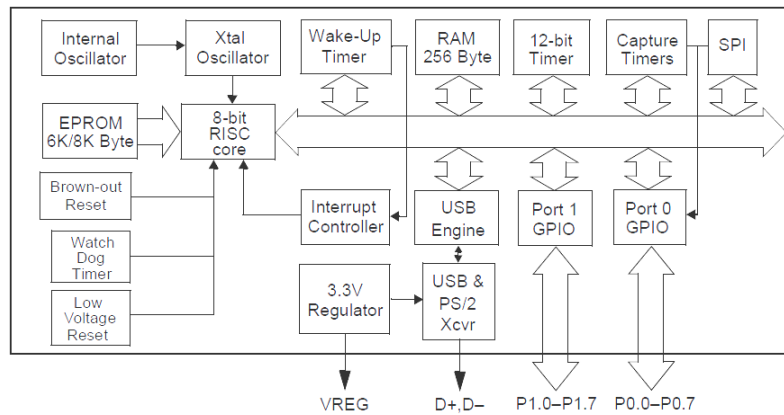 Internal
Oscillator
Xtal
Oscillator
Wake-Up
Timer
RAM
256 Byte
12-bit
Timer
Capture
Timers
SPI
EPROM
6K/8K Byte
8-bit
RISC
core
Brown-out
Reset
Interrupt
Controller
USB
Engine
Port 1
GPIO
Port 0
GPIO
Watch
Dog
Timer
3.3V
Regulator
USB &
PS/2
Xcvr
Low
Voltage
Reset
VREG
D+,D–
P1.0–P1.7
P0.0–P0.7